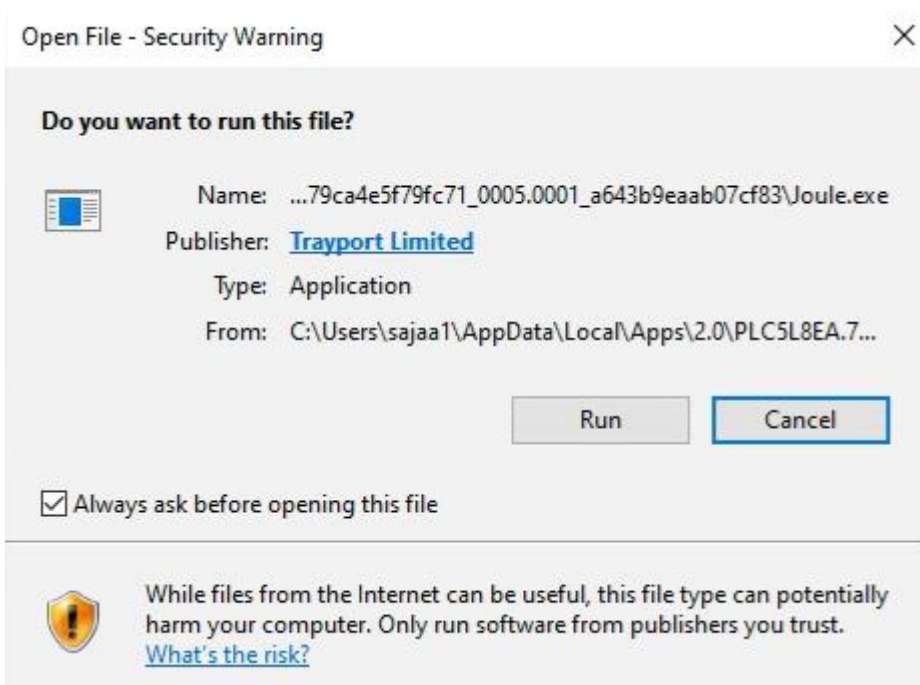 Open File - Security Warning
Do you want to run this file?
Name: ...79ca4e5f79fc71_0005.0001_a643b9eaab07cf83\Joule.exe
Publisher: Trayport Limited
Type: Application
From: C:\Users\sajaa1\AppData\Local\Apps\2.0\PLC5L8EA.7...
Run Cancel
Always ask before opening this file
While files from the Internet can be useful, this file type can potentially
harm your computer. Only run software from publishers you trust.
What's the risk?